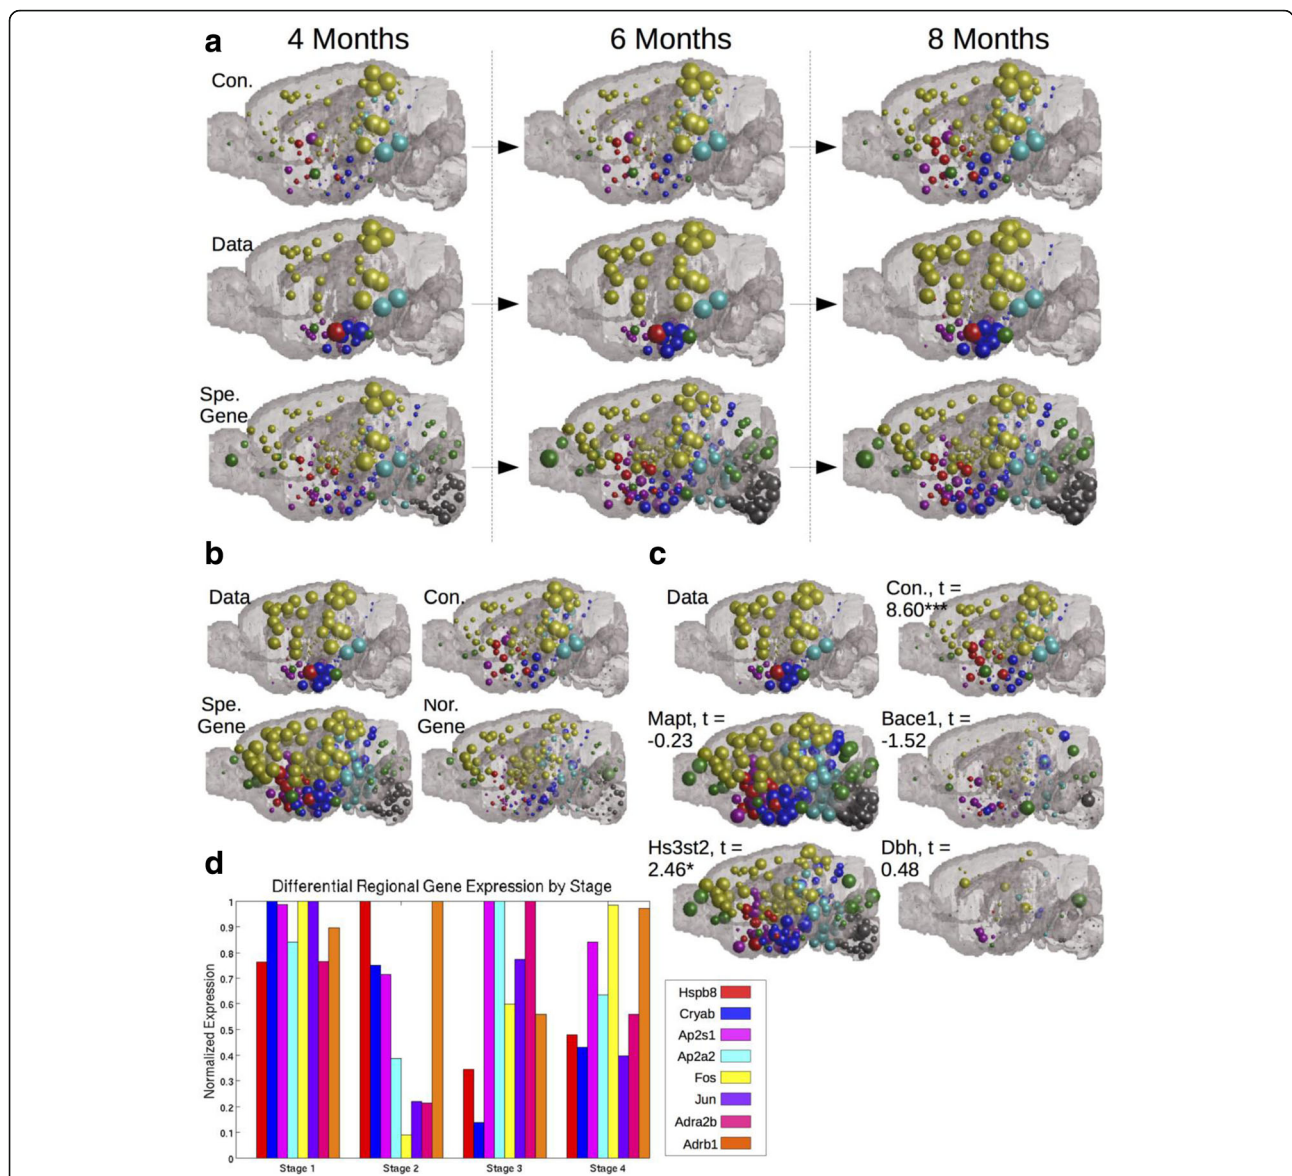 a
4 Months
6 Months
8 Months
Con.
Data
Spe.
Gene
b
Data
Con.
Spe.
Gene
Nor.
Gene
c
Data
Con., t =
8.60***
Mapt, t =
-0.23
Bace1, t =
-1.52
Hs3st2, t =
2.46*
Dbh, t =
0.48
d
Differential Regional Gene Expression by Stage
Normalized Expression
1
0.9
0.8
0.7
0.6
0.5
0.4
0.3
0.2
0.1
0
Stage 1
Stage 2
Stage 3
Stage 4
Hspb8
Cryab
Ap2s1
Ap2a2
Fos
Jun
Adra2b
Adrb1